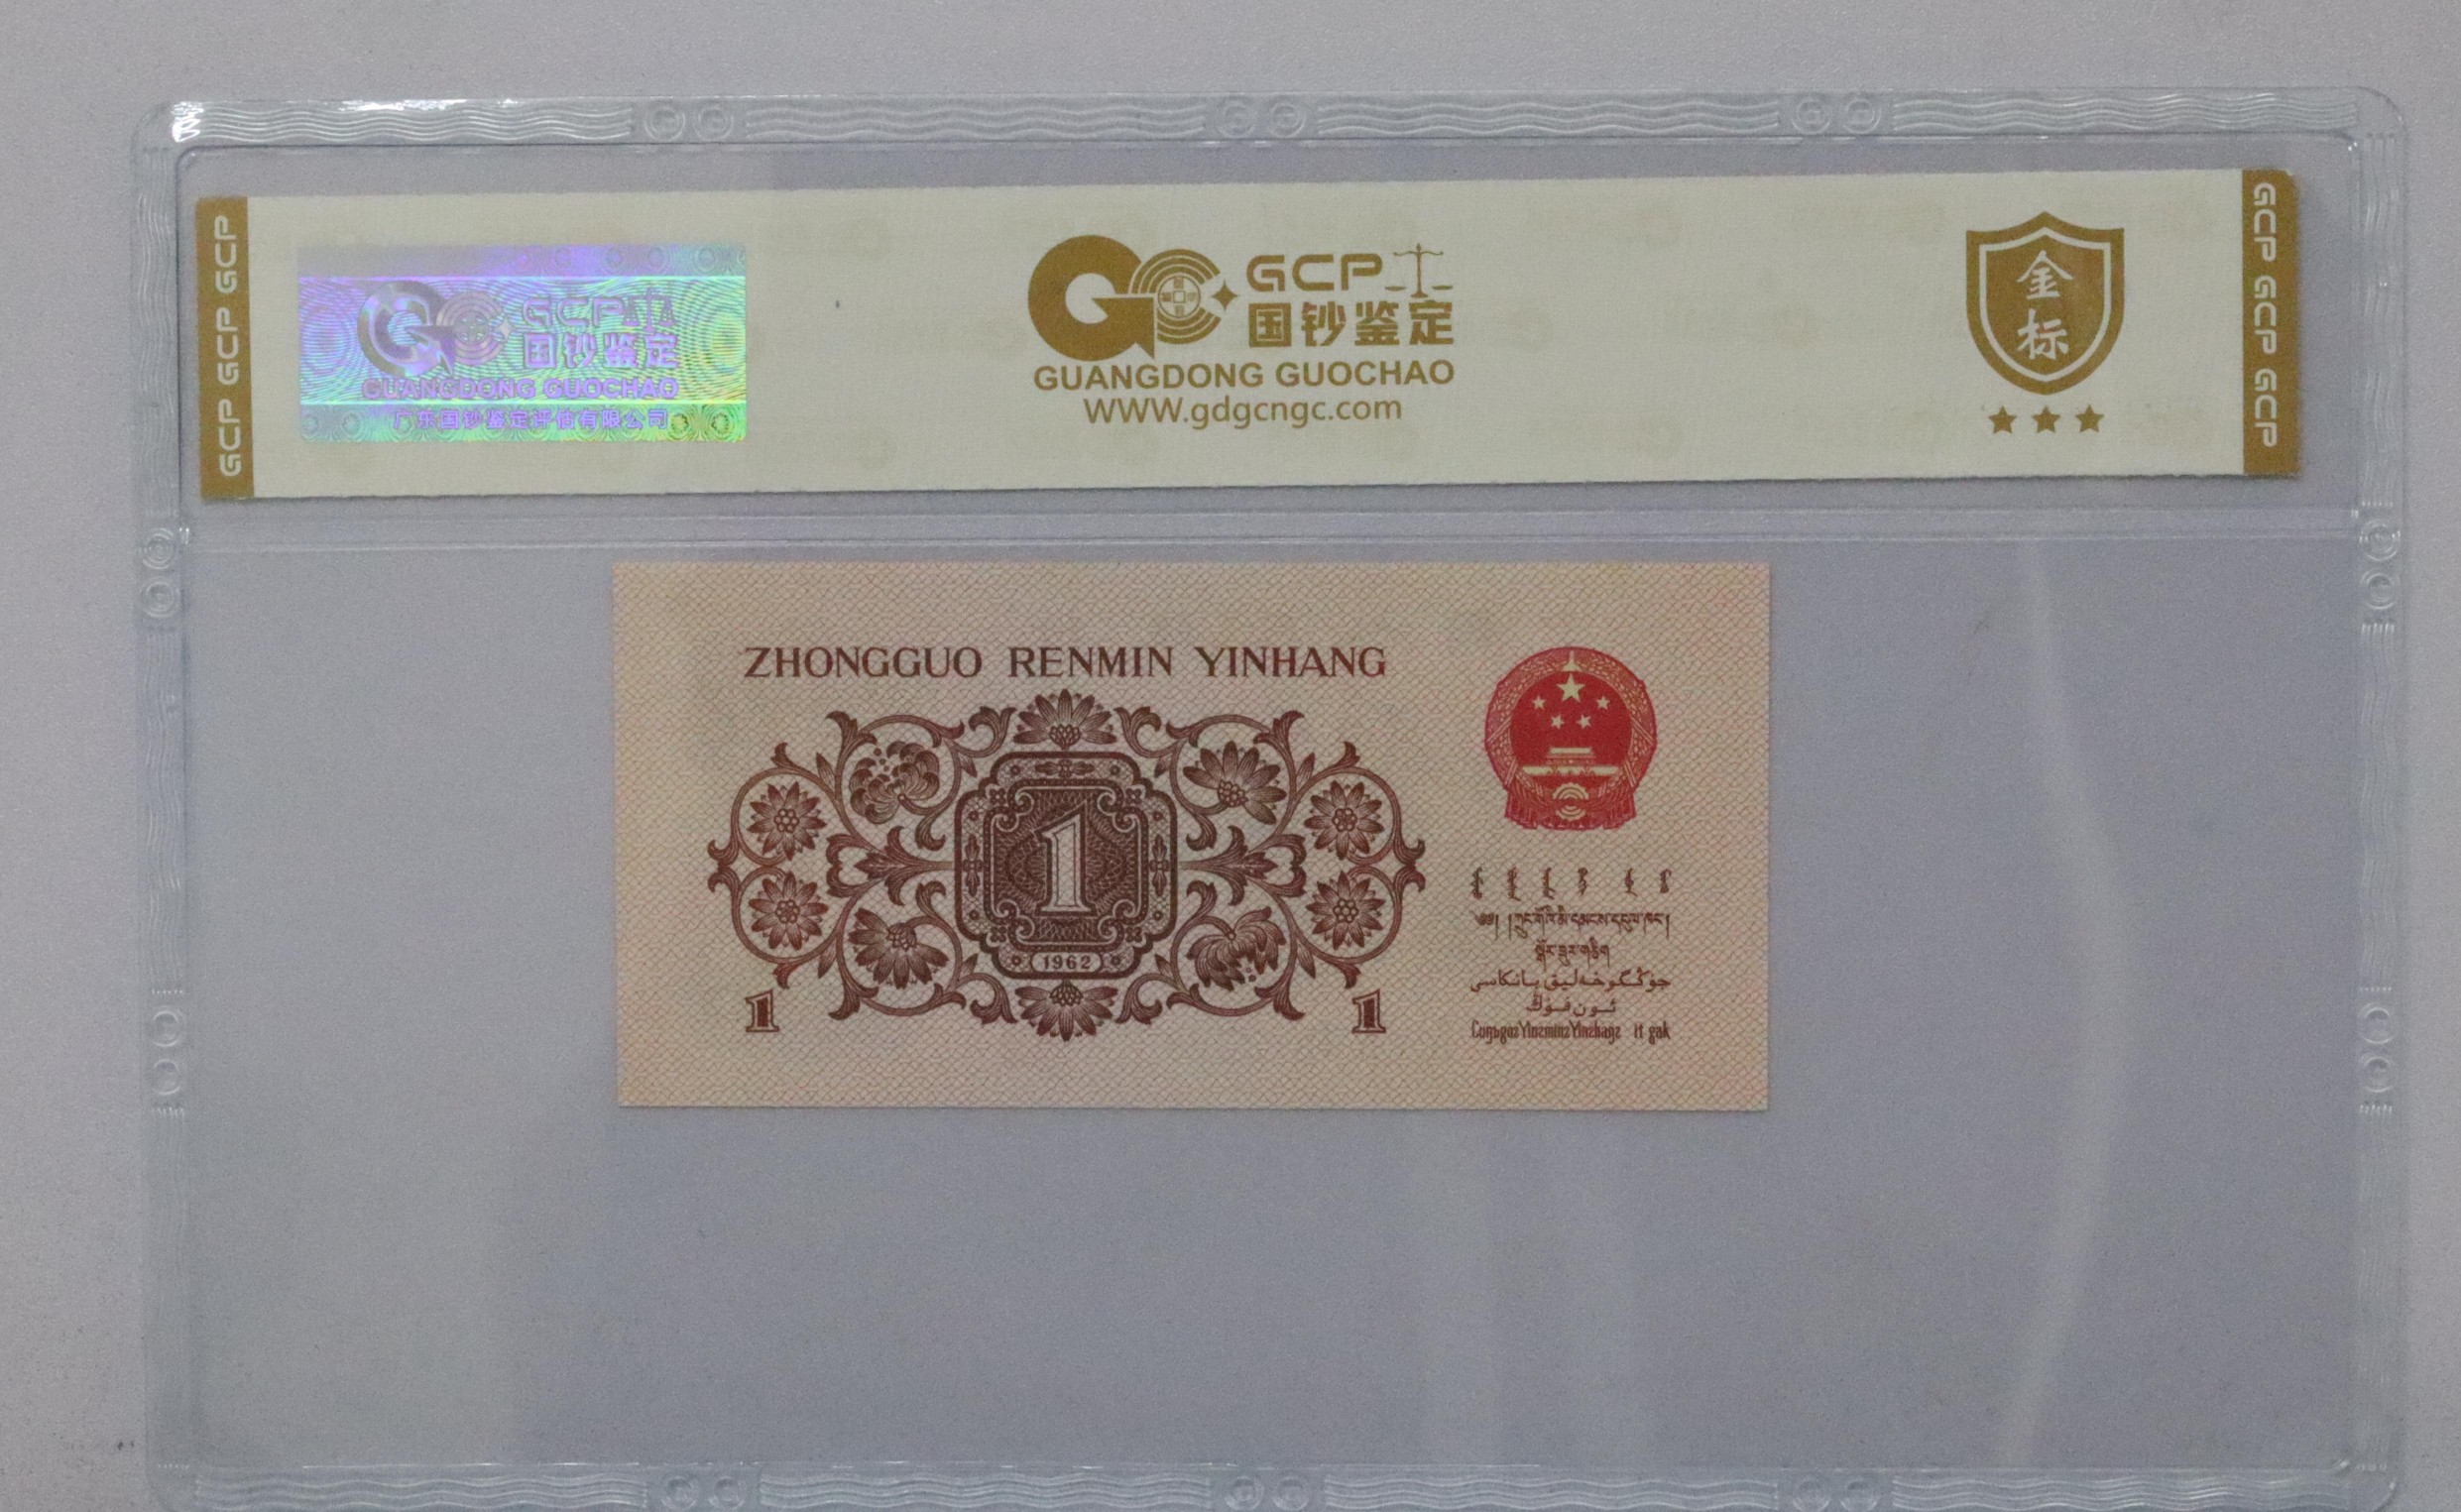 GCP GCP GCP
GCP
国钞鉴定
GUANGDONG GUOCHAO
广东国钞鉴定评估有限公司
GCP
国钞鉴定
GUANGDONG GUOCHAO
WWW.gdgcngc.com
金
标
GCP GCP GCP
ZHONGGUO RENMIN YINHANG
1
1962
1 1
جۇڭگوخەلىق بانكاسى